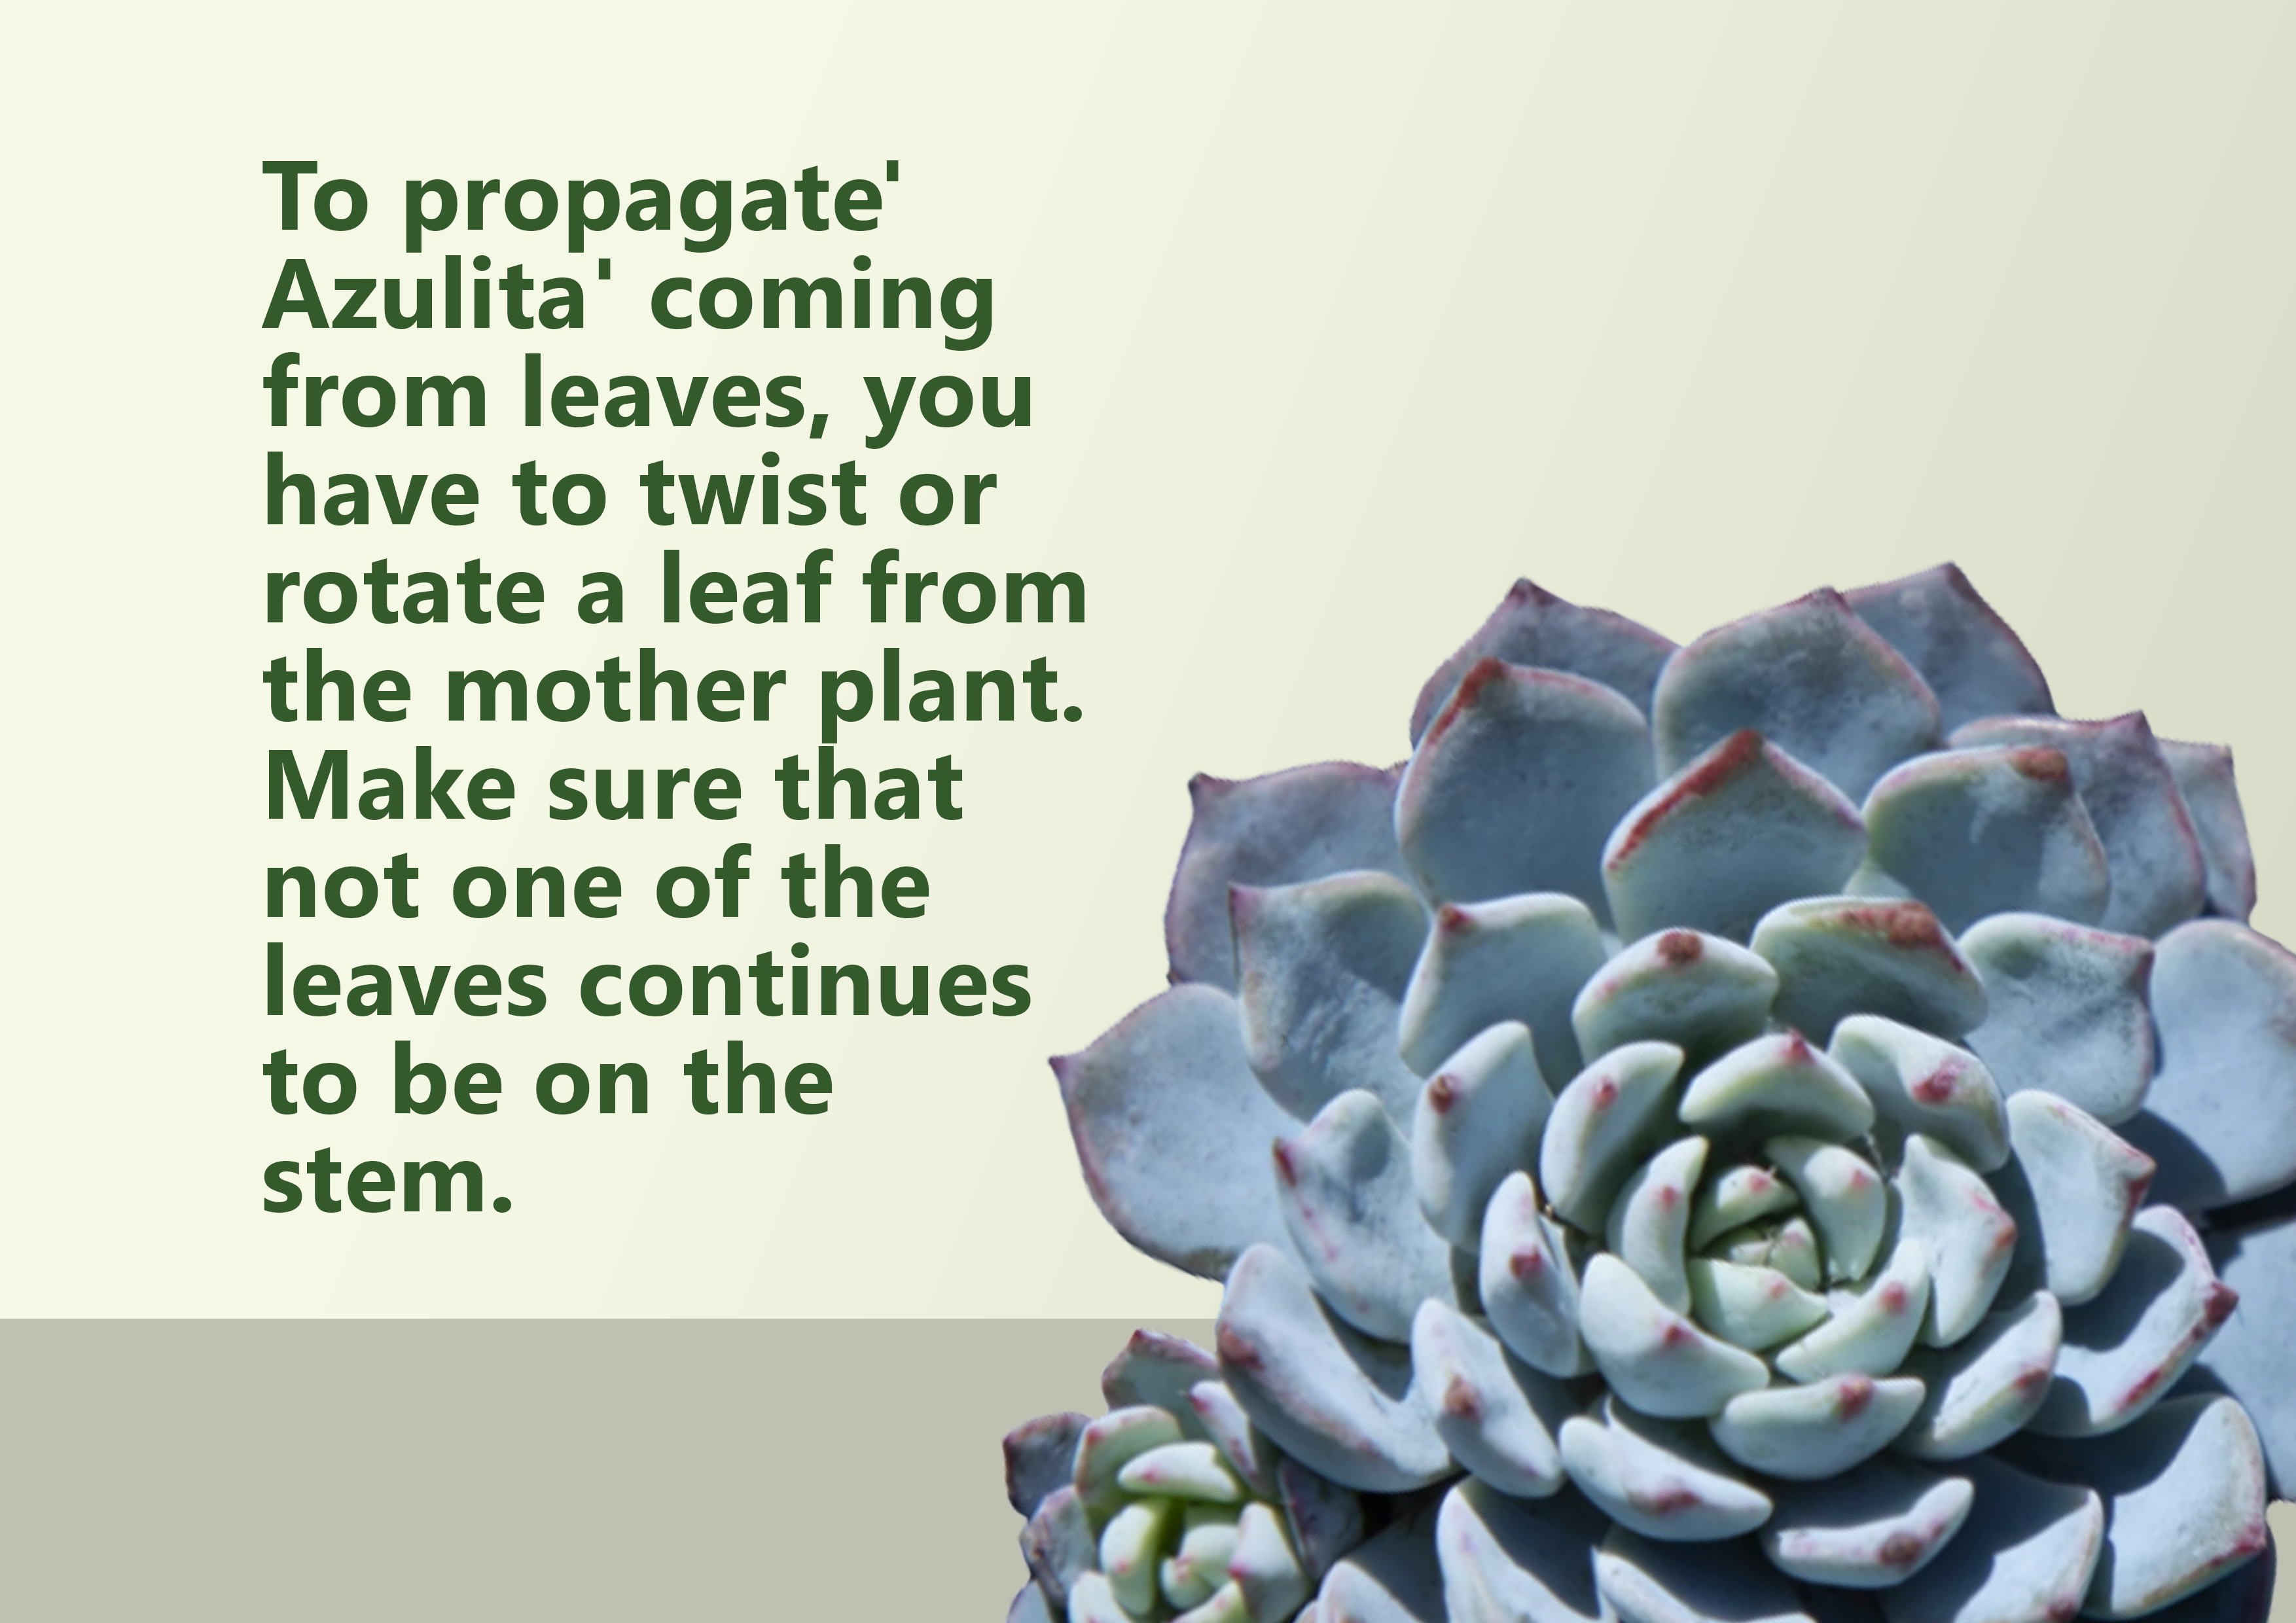 To propagate'
Azulita' coming
from leaves, you
have to twist or
rotate a leaf from
the mother plant.
Make sure that
not one of the
leaves continues
to be on the
stem.